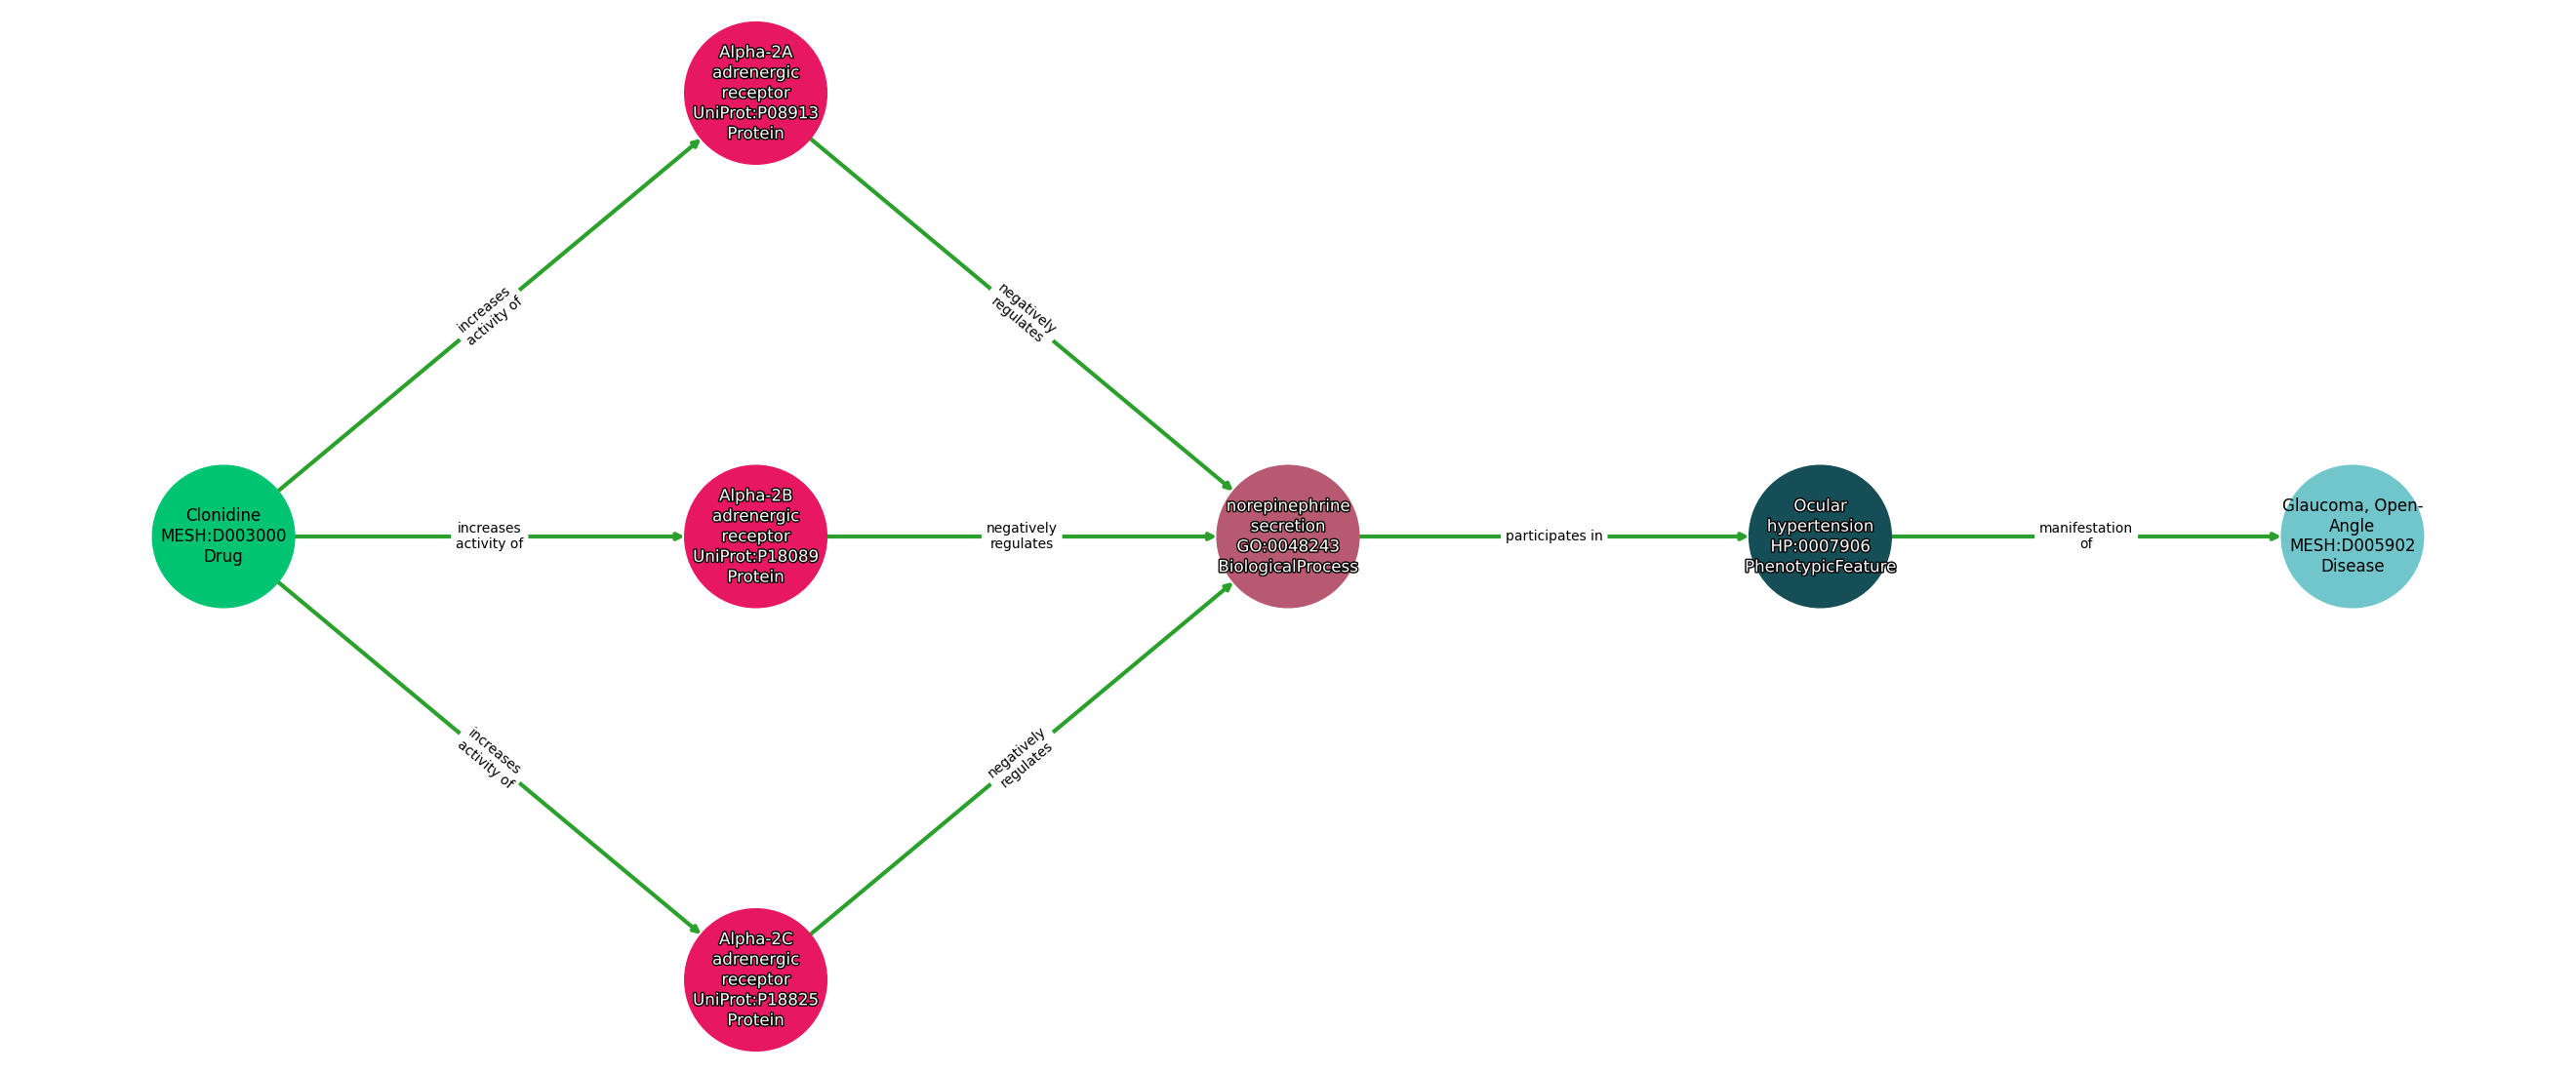 Alpha-2A
adrenergic
receptor
UniProt:P08913
Protein
increases
activity of
negatively
regulates
Clonidine
MESH:D003000
Drug
increases
activity of
Alpha-2B
adrenergic
receptor
UniProt:P18089
Protein
negatively
regulates
norepinephrine
secretion
GO:0048243
BiologicalProcess
participates in
Ocular
hypertension
HP:0007906
PhenotypicFeature
manifestation
of
Glaucoma, Open-
Angle
MESH:D005902
Disease
increases
activity of
negatively
regulates
Alpha-2C
adrenergic
receptor
UniProt:P18825
Protein